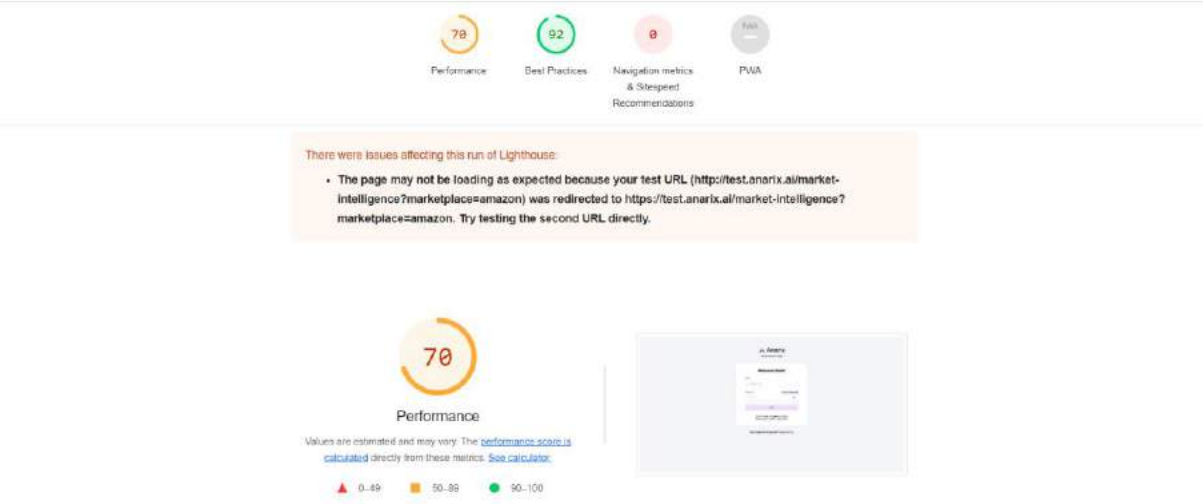 70
92
0
Performance
Best Practices
Navigation metrics
& Sitespeed
Recommendations
PWA
There were issues affecting this run of Lighthouse:
• The page may not be loading as expected because your test URL (http://test.anarix.ai/market-
intelligence?marketplace=amazon) was redirected to https://test.anarix.ai/market-intelligence?
marketplace=amazon. Try testing the second URL directly.
70
Performance
Values are estimated and may vary. The performance score is
calculated directly from these metrics. See calculator.
0–49
50–89
90–100